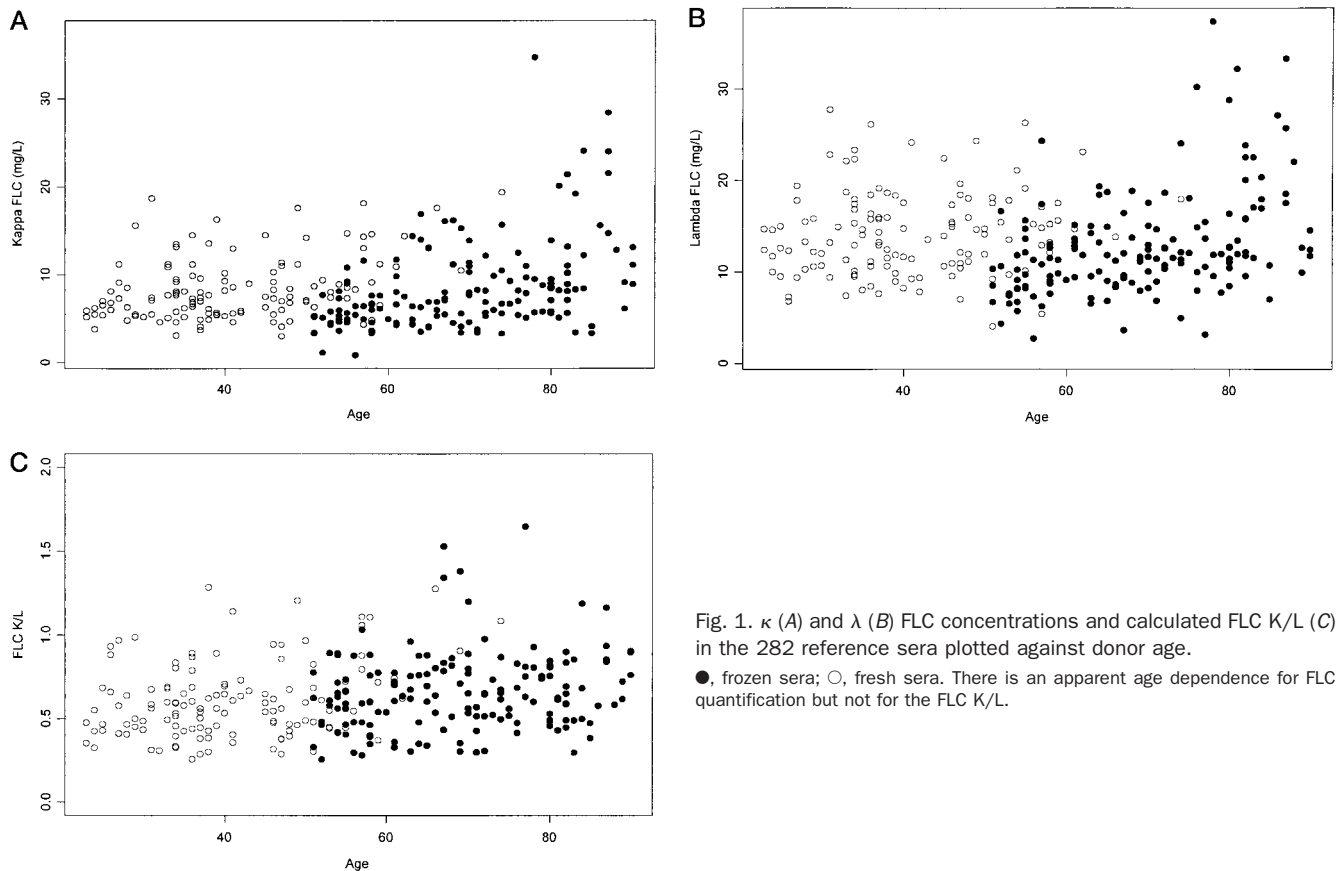 A
Kappa FLC (mg/L)
30
20
10
0
40
60
80
Age
B
Lambda FLC (mg/L)
30
20
10
0
40
60
80
Age
C
FLC K/L
2.0
1.5
1.0
0.5
0.0
40
60
80
Age
Fig. 1. κ (A) and λ (B) FLC concentrations and calculated FLC K/L (C)
in the 282 reference sera plotted against donor age.
●, frozen sera; ○, fresh sera. There is an apparent age dependence for FLC
quantification but not for the FLC K/L.